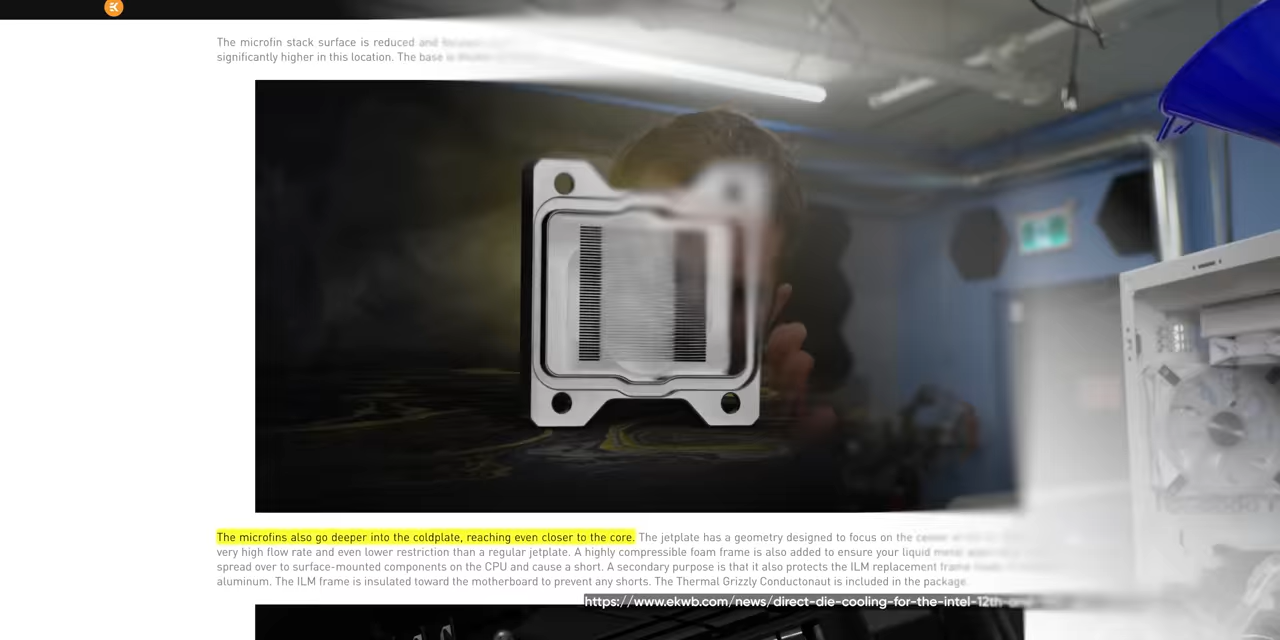 The microfin stack surface is reduced and
significantly higher in this location. The base is
The microfins also go deeper into the coldplate, reaching even closer to the core. The jetplate has a geometry designed to focus on the
very high flow rate and even lower restriction than a regular jetplate. A highly compressible foam frame is also added to ensure your liquid metal
spread over to surface-mounted components on the CPU and cause a short. A secondary purpose is that it also protects the ILM replacement frame
aluminum. The ILM frame is insulated toward the motherboard to prevent any shorts. The Thermal Grizzly Conductonaut is included in the package.
https://www.ekwb.com/news/direct-die-cooling-for-the-intel-12th-and